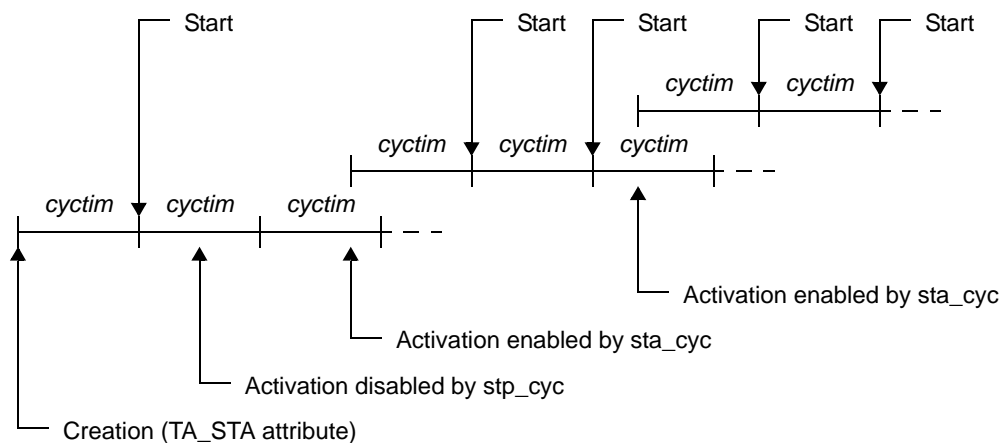 Start
Start
Start
Start
Start
cyctim
cyctim
cyctim
cyctim
cyctim
cyctim
cyctim
cyctim
Activation enabled by sta_cyc
Activation enabled by sta_cyc
Activation disabled by stp_cyc
Creation (TA_STA attribute)